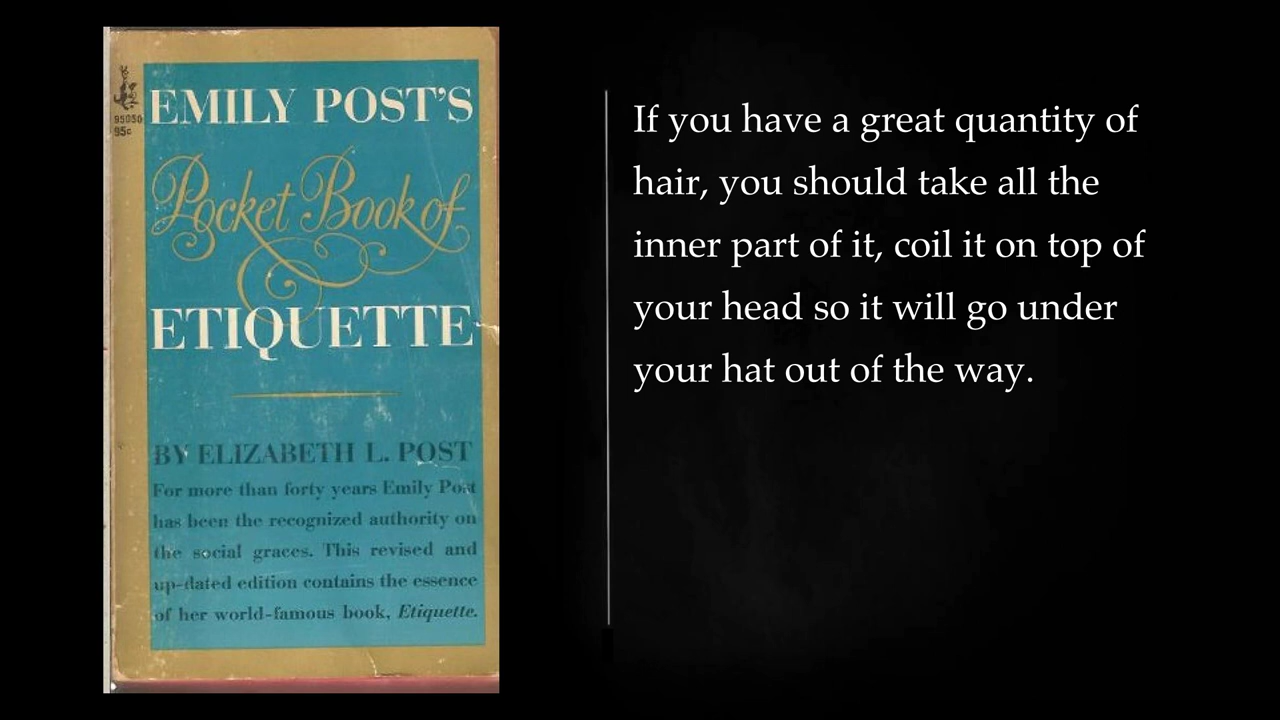 EMILY POST'S
Pocket Book of
ETIQUETTE
95050
95c
BY ELIZABETH L. POST
For more than forty years Emily Post
has been the recognized authority on
the social graces. This revised and
up-dated edition contains the essence
of her world-famous book, Etiquette.
If you have a great quantity of
hair, you should take all the
inner part of it, coil it on top of
your head so it will go under
your hat out of the way.